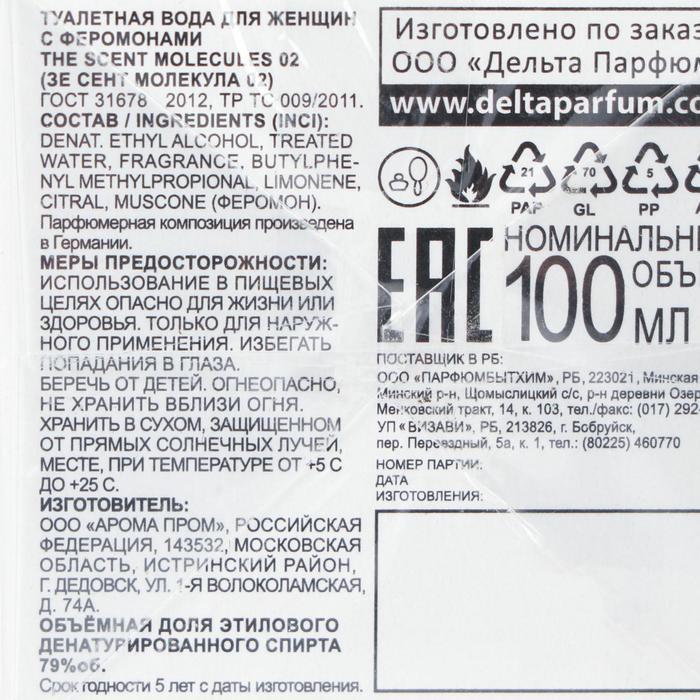 ТУАЛЕТНАЯ ВОДА ДЛЯ ЖЕНЩИН
С ФЕРОМОНАМИ
THE SCENT MOLECULES 02
(ЗЕ СЕНТ МОЛЕКУЛА 02)
ГОСТ 31678 2012, ТР ТС 009/2011.
СОСТАВ / INGREDIENTS (INCI):
DENAT. ETHYL ALCOHOL, TREATED
WATER, FRAGRANCE, BUTYLPHE-
NYL METHYLPROPIONAL, LIMONENE,
CITRAL, MUSCONE (ФЕРОМОН).
Парфюмерная композиция произведена
в Германии.
МЕРЫ ПРЕДОСТОРОЖНОСТИ:
ИСПОЛЬЗОВАНИЕ В ПИЩЕВЫХ
ЦЕЛЯХ ОПАСНО ДЛЯ ЖИЗНИ ИЛИ
ЗДОРОВЬЯ. ТОЛЬКО ДЛЯ НАРУЖ-
НОГО ПРИМЕНЕНИЯ. ИЗБЕГАТЬ
ПОПАДАНИЯ В ГЛАЗА.
БЕРЕЧЬ ОТ ДЕТЕЙ. ОГНЕОПАСНО,
НЕ ХРАНИТЬ ВБЛИЗИ ОГНЯ.
ХРАНИТЬ В СУХОМ, ЗАЩИЩЕННОМ
ОТ ПРЯМЫХ СОЛНЕЧНЫХ ЛУЧЕЙ,
МЕСТЕ, ПРИ ТЕМПЕРАТУРЕ ОТ +5 С
ДО +25 С.
ИЗГОТОВИТЕЛЬ:
ООО «АРОМА ПРОМ», РОССИЙСКАЯ
ФЕДЕРАЦИЯ, 143532, МОСКОВСКАЯ
ОБЛАСТЬ, ИСТРИНСКИЙ РАЙОН,
Г. ДЕДОВСК, УЛ. 1-Я ВОЛОКОЛАМСКАЯ,
Д. 74А.
ОБЪЁМНАЯ ДОЛЯ ЭТИЛОВОГО
ДЕНАТУРИРОВАННОГО СПИРТА
79%об.
Срок годности 5 лет с даты изготовления.
Изготовлено по заказ
ООО «Дельта Парфюм
www.deltaparfum.co
21 70 5
PAP GL PP
EAC
НОМИНАЛЬН
100 ОБЪ
МЛ
ПОСТАВЩИК В РБ:
ООО «ПАРФЮМБЫТХИМ», РБ, 223021, Минская
Минский р-н, Щомыслицкий с/с, р-н деревни Озер
Менковский тракт, 14, к. 103, тел./факс: (017) 292
УП «ВИЗАВИ», РБ, 213826, г. Бобруйск,
пер. Переездный, 5а, к. 1, тел.: (80225) 460770
НОМЕР ПАРТИИ:
ДАТА
ИЗГОТОВЛЕНИЯ: